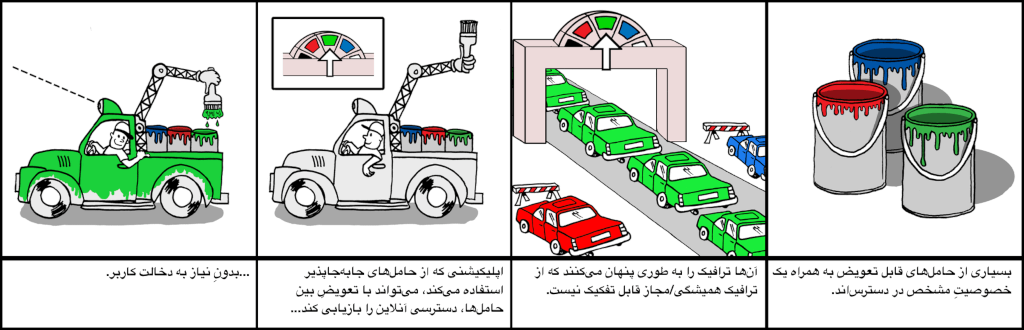 بسیاری از حامل‌های قابل تعویض به همراه یک
خصوصیتِ مشخص در دسترس‌اند.
آن‌ها ترافیک را به طوری پنهان می‌کنند که از
ترافیک همیشگی/مجاز قابل تفکیک نیست.
اپلیکیشنی که از حامل‌های جابه‌جاپذیر
استفاده می‌کند، می‌تواند با تعویضِ بین
حامل‌ها، دسترسی آنلاین را بازیابی کند...
...بدونِ نیاز به دخالت کاربر.